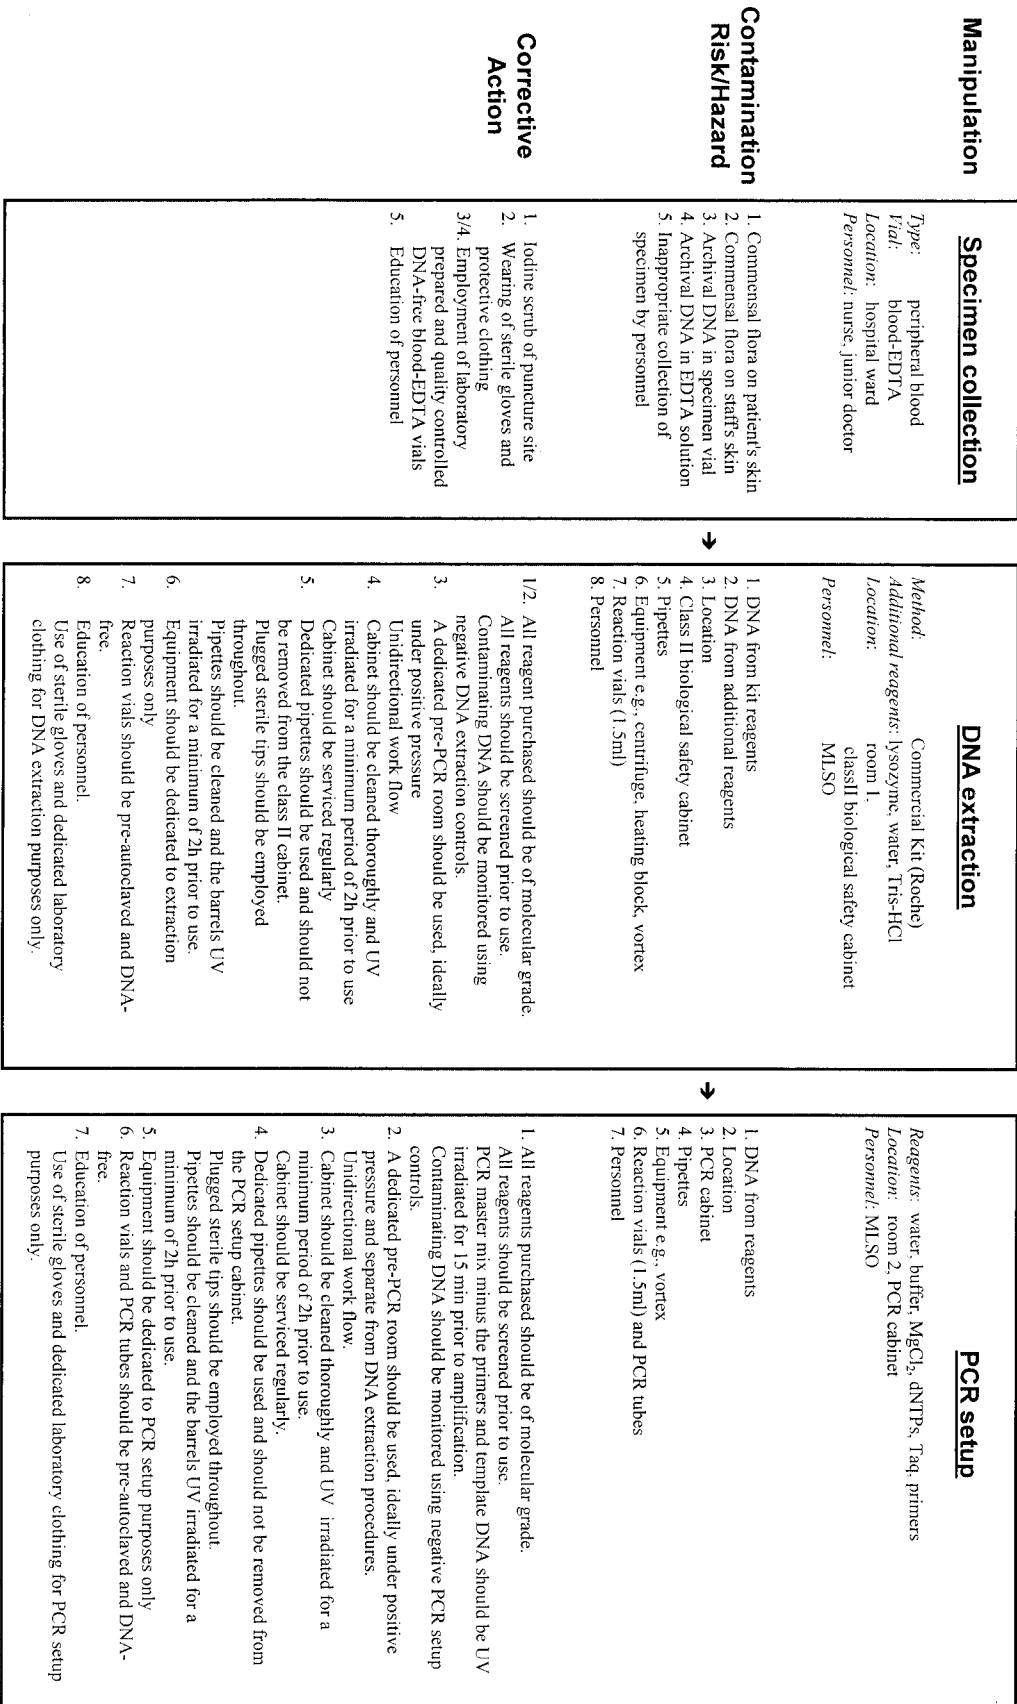 Manipulation
Contamination
Risk/Hazard
Corrective
Action
Specimen collection
Type: peripheral blood
Vial: blood-EDTA
Location: hospital ward
Personnel: nurse, junior doctor
1. Commensal flora on patient's skin
2. Commensal flora on staff's skin
3. Archival DNA in specimen vial
4. Archival DNA in EDTA solution
5. Inappropriate collection of
specimen by personnel
1. Iodine scrub of puncture site
2. Wearing of sterile gloves and
protective clothing
3/4. Employment of laboratory
prepared and quality controlled
DNA-free blood-EDTA vials
5. Education of personnel
➔
DNA extraction
Method: Commercial Kit (Roche)
Additional reagents: lysozyme, water, Tris-HCl
Location: room 1.
classII biological safety cabinet
Personnel: MLSO
1. DNA from kit reagents
2. DNA from additional reagents
3. Location
4. Class II biological safety cabinet
5. Pipettes
6. Equipment e.g., centrifuge, heating block, vortex
7. Reaction vials (1.5ml)
8. Personnel
1/2. All reagent purchased should be of molecular grade.
All reagents should be screened prior to use.
Contaminating DNA should be monitored using
negative DNA extraction controls.
3. A dedicated pre-PCR room should be used, ideally
under positive pressure
Unidirectional work flow
4. Cabinet should be cleaned thoroughly and UV
irradiated for a minimum period of 2h prior to use
Cabinet should be serviced regularly
5. Dedicated pipettes should be used and should not
be removed from the class II cabinet.
Plugged sterile tips should be employed
throughout.
Pipettes should be cleaned and the barrels UV
irradiated for a minimum of 2h prior to use.
6. Equipment should be dedicated to extraction
purposes only
7. Reaction vials should be pre-autoclaved and DNA-
free.
8. Education of personnel.
Use of sterile gloves and dedicated laboratory
clothing for DNA extraction purposes only.
➔
PCR setup
Reagents: water, buffer, MgCl₂, dNTPs, Taq, primers
Location: room 2, PCR cabinet
Personnel: MLSO
1. DNA from reagents
2. Location
3. PCR cabinet
4. Pipettes
5. Equipment e.g., vortex
6. Reaction vials (1.5ml) and PCR tubes
7. Personnel
1. All reagents purchased should be of molecular grade.
All reagents should be screened prior to use.
PCR master mix minus the primers and template DNA should be UV
irradiated for 15 min prior to amplification.
Contaminating DNA should be monitored using negative PCR setup
controls.
2. A dedicated pre-PCR room should be used, ideally under positive
pressure and separate from DNA extraction procedures.
Unidirectional work flow.
3. Cabinet should be cleaned thoroughly and UV irradiated for a
minimum period of 2h prior to use.
Cabinet should be serviced regularly.
4. Dedicated pipettes should be used and should not be removed from
the PCR setup cabinet.
Plugged sterile tips should be employed throughout.
Pipettes should be cleaned and the barrels UV irradiated for a
minimum of 2h prior to use.
5. Equipment should be dedicated to PCR setup purposes only
6. Reaction vials and PCR tubes should be pre-autoclaved and DNA-
free.
7. Education of personnel.
Use of sterile gloves and dedicated laboratory clothing for PCR setup
purposes only.